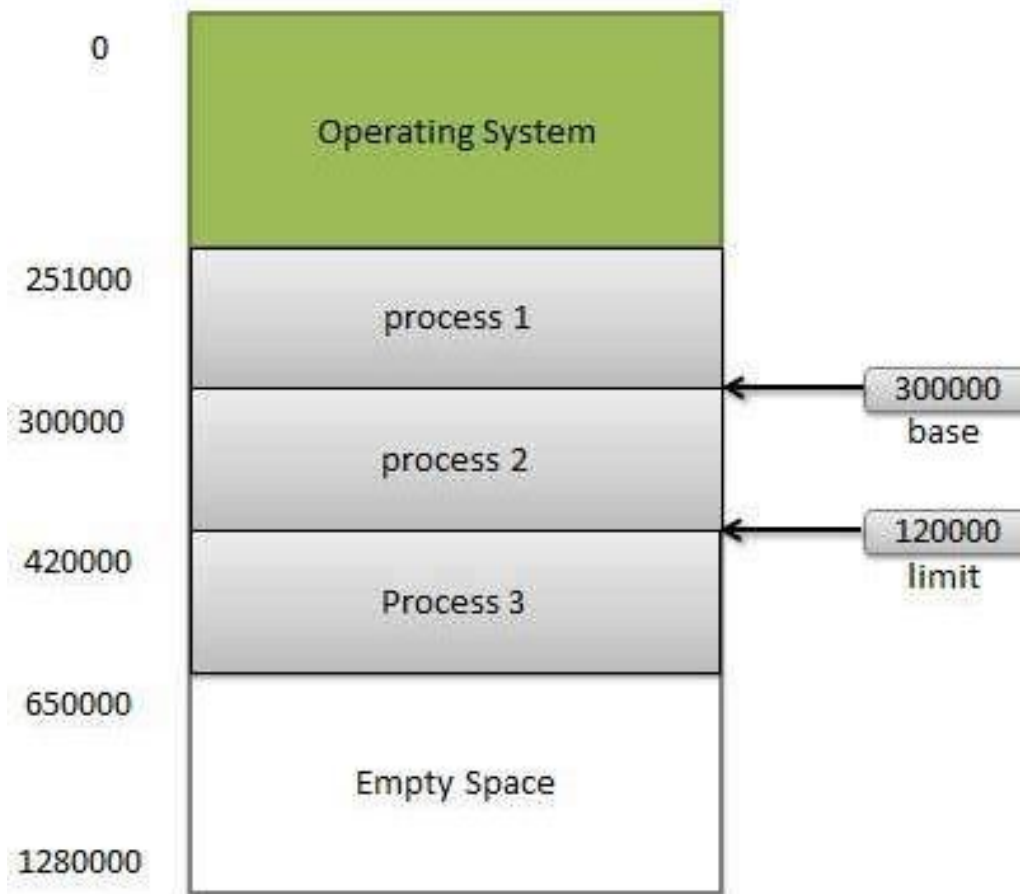 0
Operating System
251000
process 1
300000
base
300000
process 2
120000
limit
420000
Process 3
650000
Empty Space
1280000